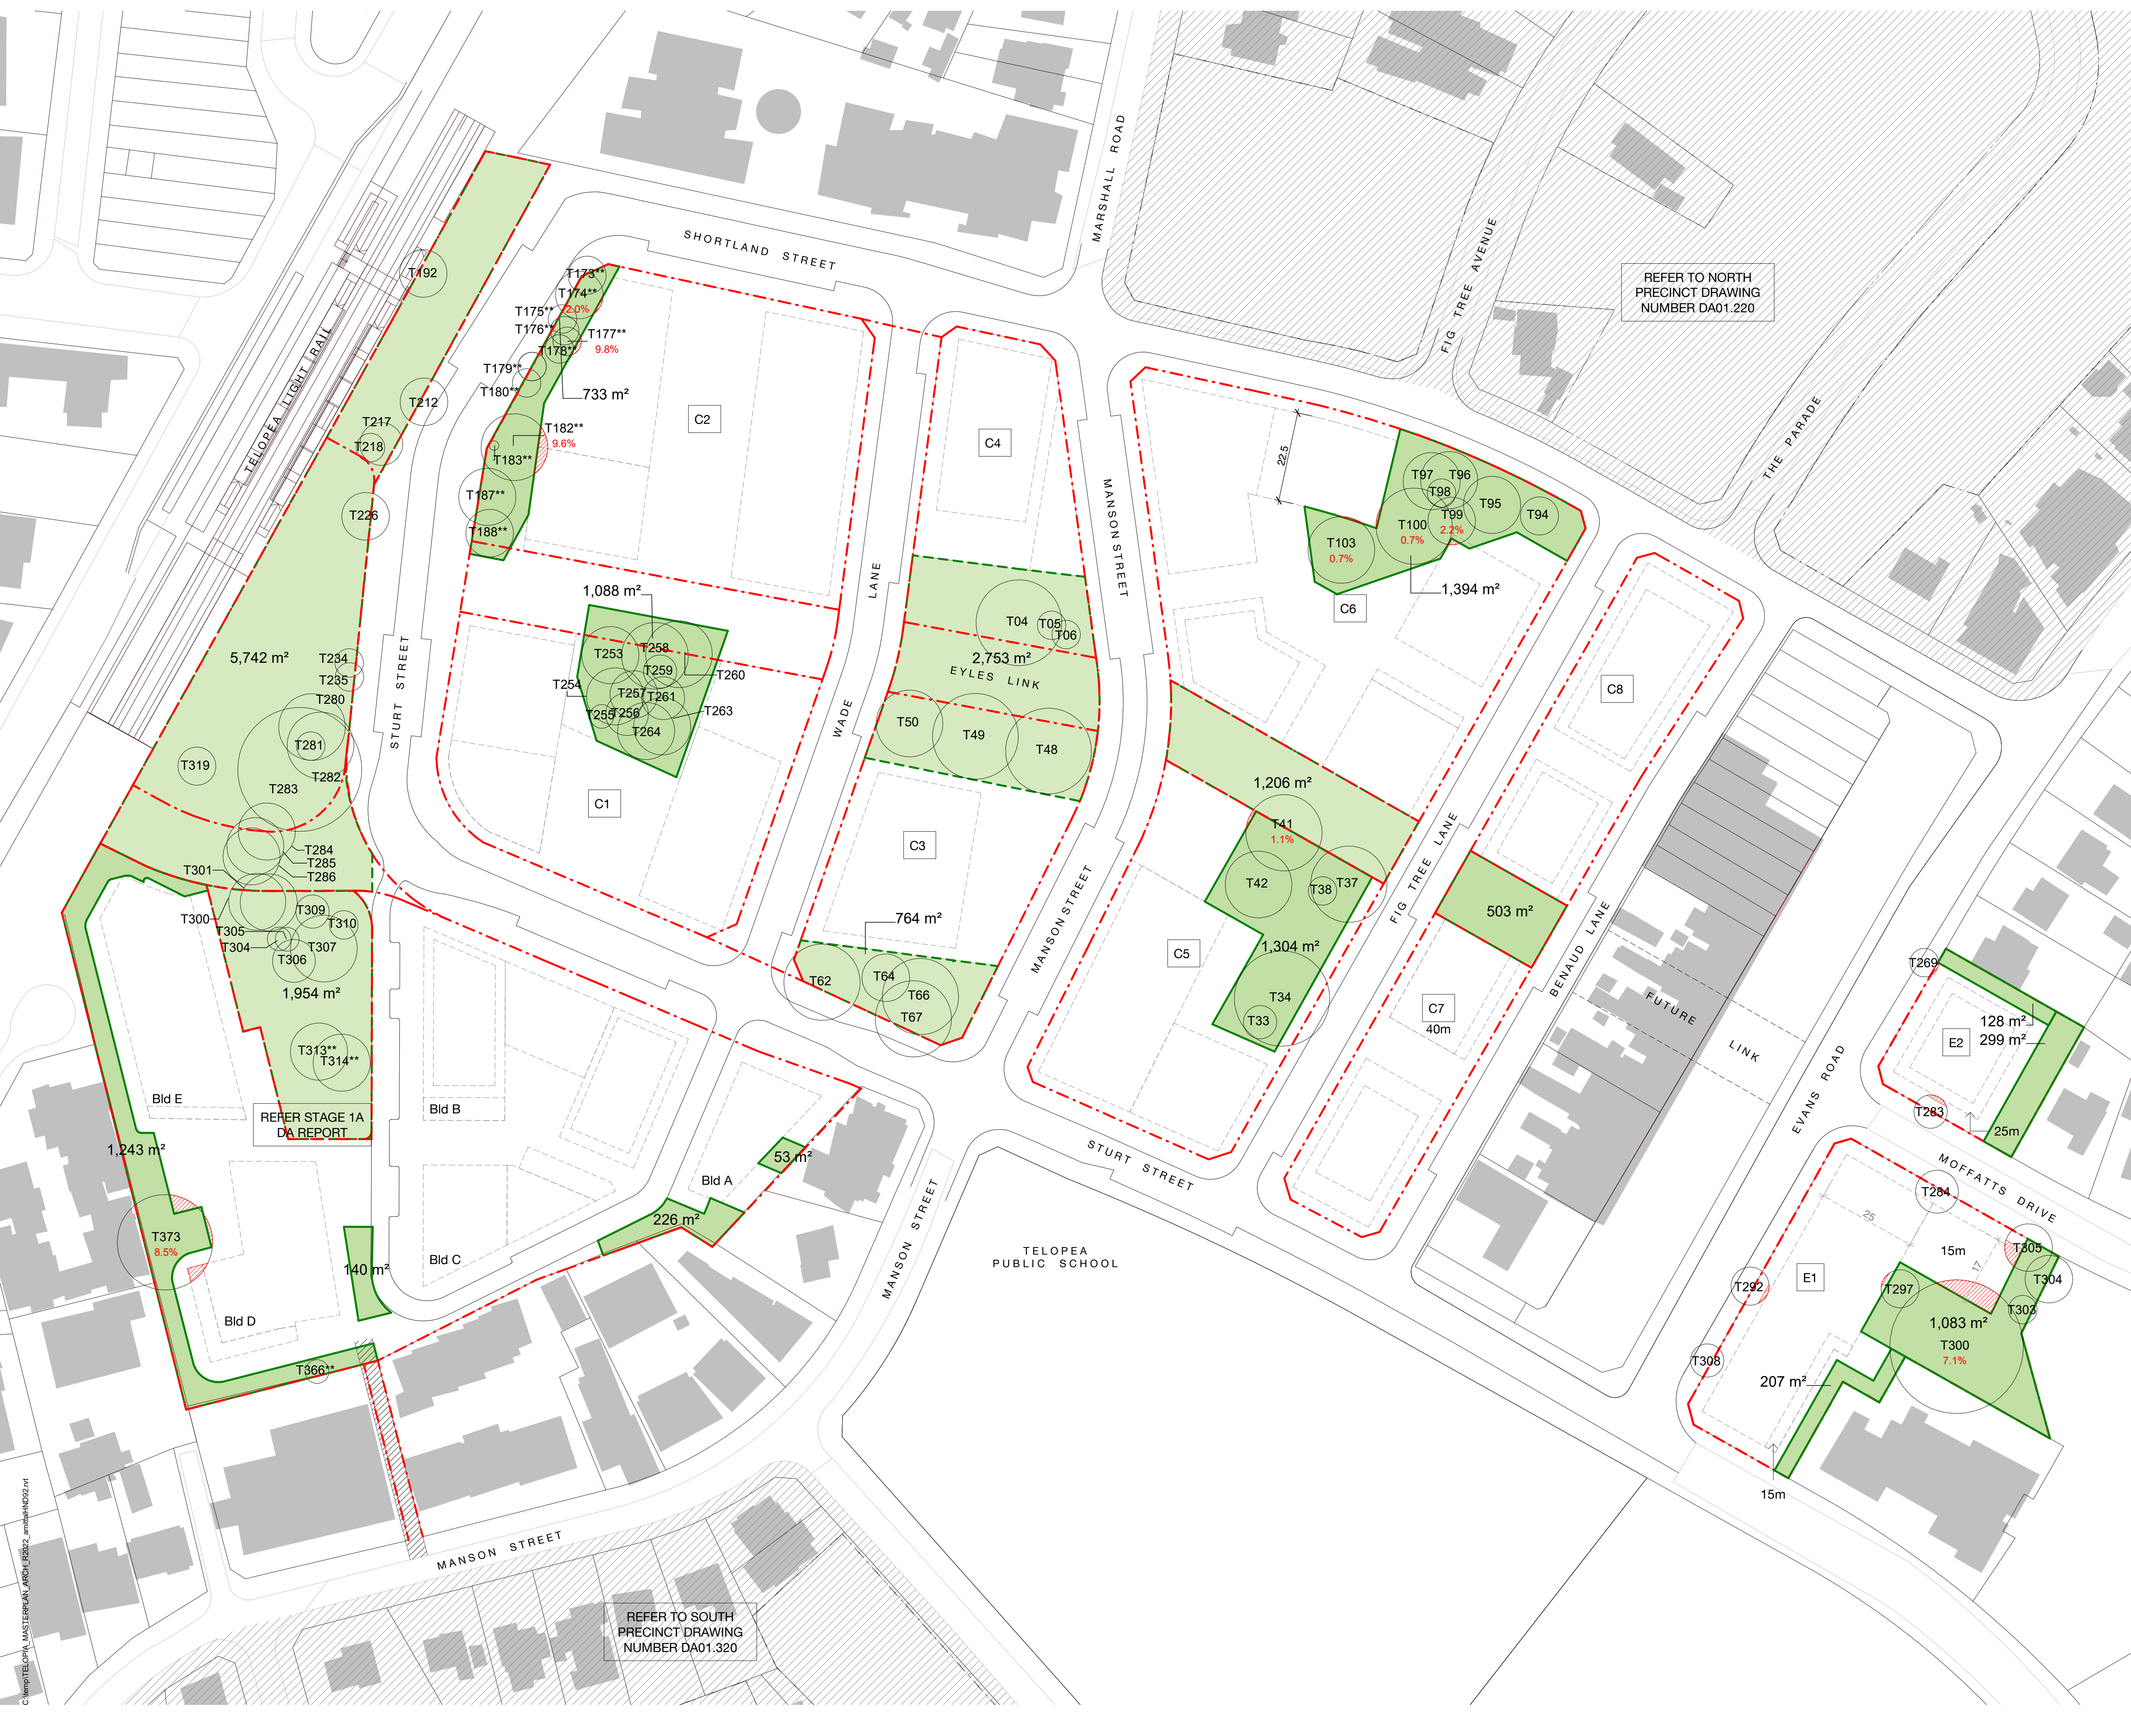 SHORTLAND STREET
MARSHALL ROAD
FIG TREE AVENUE
REFER TO NORTH
PRECINCT DRAWING
NUMBER DA01.220
THE PARADE
TELOPEA LIGHT RAIL
T192
T212
T217
T218
T226
T173**
T174**
2.0%
T175**
T176**
T177**
9.8%
T178**
T179**
T180**
733 m²
T182**
9.6%
T183**
T187**
T188**
C2
C4
MANSON STREET
22.5
T97
T96
T98
T95
T94
T99
2.2%
T100
0.7%
T103
0.7%
1,394 m²
C6
LANE
WADE
1,088 m²
T253
T258
T259
T260
T254
T257
T261
T255
T256
T263
T264
C1
T04
T05
T06
2,753 m²
EYLES LINK
T50
T49
T48
5,742 m²
T234
T235
T280
T281
T282
T283
T319
STURT STREET
C8
1,206 m²
T41
1.1%
T42
T38
T37
C3
FIG TREE LANE
503 m²
T284
T285
T286
T301
T300
T309
T310
T305
T304
T307
T306
1,954 m²
T313**
T314**
764 m²
T62
T64
T66
T67
MANSON STREET
C5
1,304 m²
T34
T33
C7
40m
BENAUD LANE
FUTURE
LINK
T269
128 m²
299 m²
E2
T283
25m
EVANS ROAD
MOFFATTS DRIVE
Bld E
Bld B
REFER STAGE 1A
DA REPORT
1,243 m²
53 m²
Bld A
226 m²
STURT STREET
T373
8.5%
140 m²
Bld C
Bld D
T366**
MANSON STREET
TELOPEA
PUBLIC SCHOOL
T284
25
15m
17
T305
T304
T303
T292
E1
T297
1,083 m²
T300
7.1%
T308
207 m²
15m
MANSON STREET
REFER TO SOUTH
PRECINCT DRAWING
NUMBER DA01.320